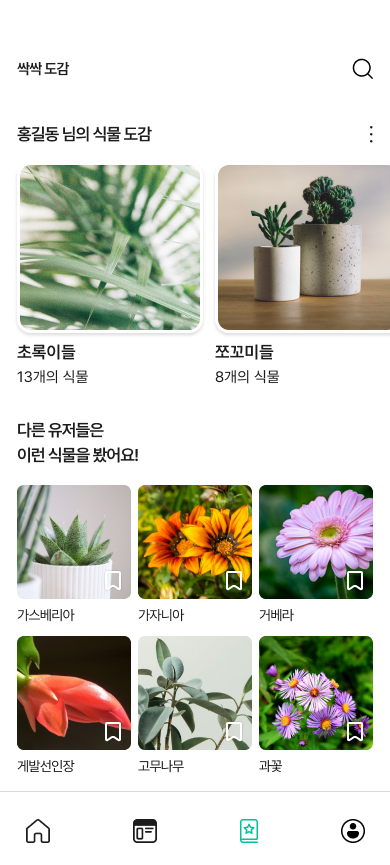 싹싹 도감
홍길동 님의 식물 도감
초록이들
13개의 식물
쪼꼬미들
8개의 식물
다른 유저들은
이런 식물을 봤어요!
가스베리아
가자니아
거베라
게발선인장
고무나무
과꽃